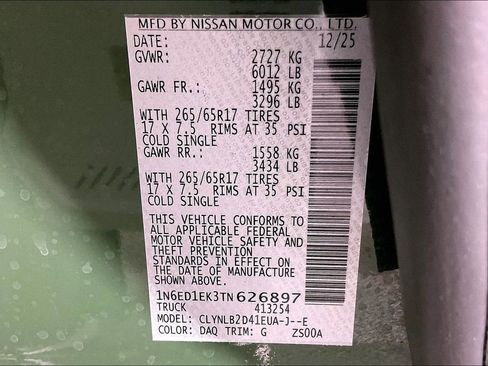 MFD BY NISSAN MOTOR CO., LTD.
DATE: 12/25
GVWR: 2727 KG
6012 LB
GAWR FR.: 1495 KG
3296 LB
WITH 265/65R17 TIRES
17 X 7.5 RIMS AT 35 PSI
COLD SINGLE
GAWR RR.: 1558 KG
3434 LB
WITH 265/65R17 TIRES
17 X 7.5 RIMS AT 35 PSI
COLD SINGLE
THIS VEHICLE CONFORMS TO
ALL APPLICABLE FEDERAL
MOTOR VEHICLE SAFETY AND
THEFT PREVENTION
STANDARDS IN EFFECT ON
THE DATE OF MANUFACTURE
SHOWN ABOVE.
1N6ED1EK3TN626897
TRUCK 413254
MODEL: CLYNLB2D41EUA-J--E
COLOR: DAQ TRIM: G ZS00A